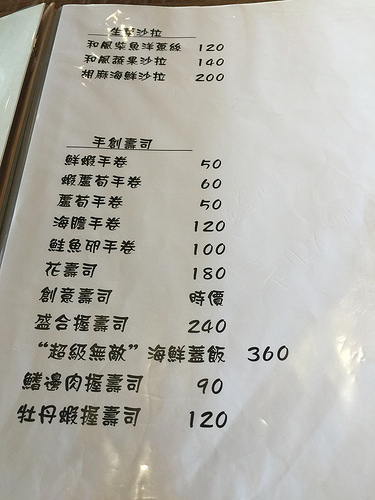 生菜沙拉
和風柴魚洋蔥絲 120
和風蔬果沙拉 140
胡麻海鮮沙拉 200
手創壽司
鮮蝦手卷 50
蝦蘆筍手卷 60
蘆筍手卷 50
海膽手卷 120
鮭魚卵手卷 100
花壽司 180
創意壽司 時價
盛合握壽司 240
“超級無敵”海鮮蓋飯 360
鰭邊肉握壽司 90
牡丹蝦握壽司 120